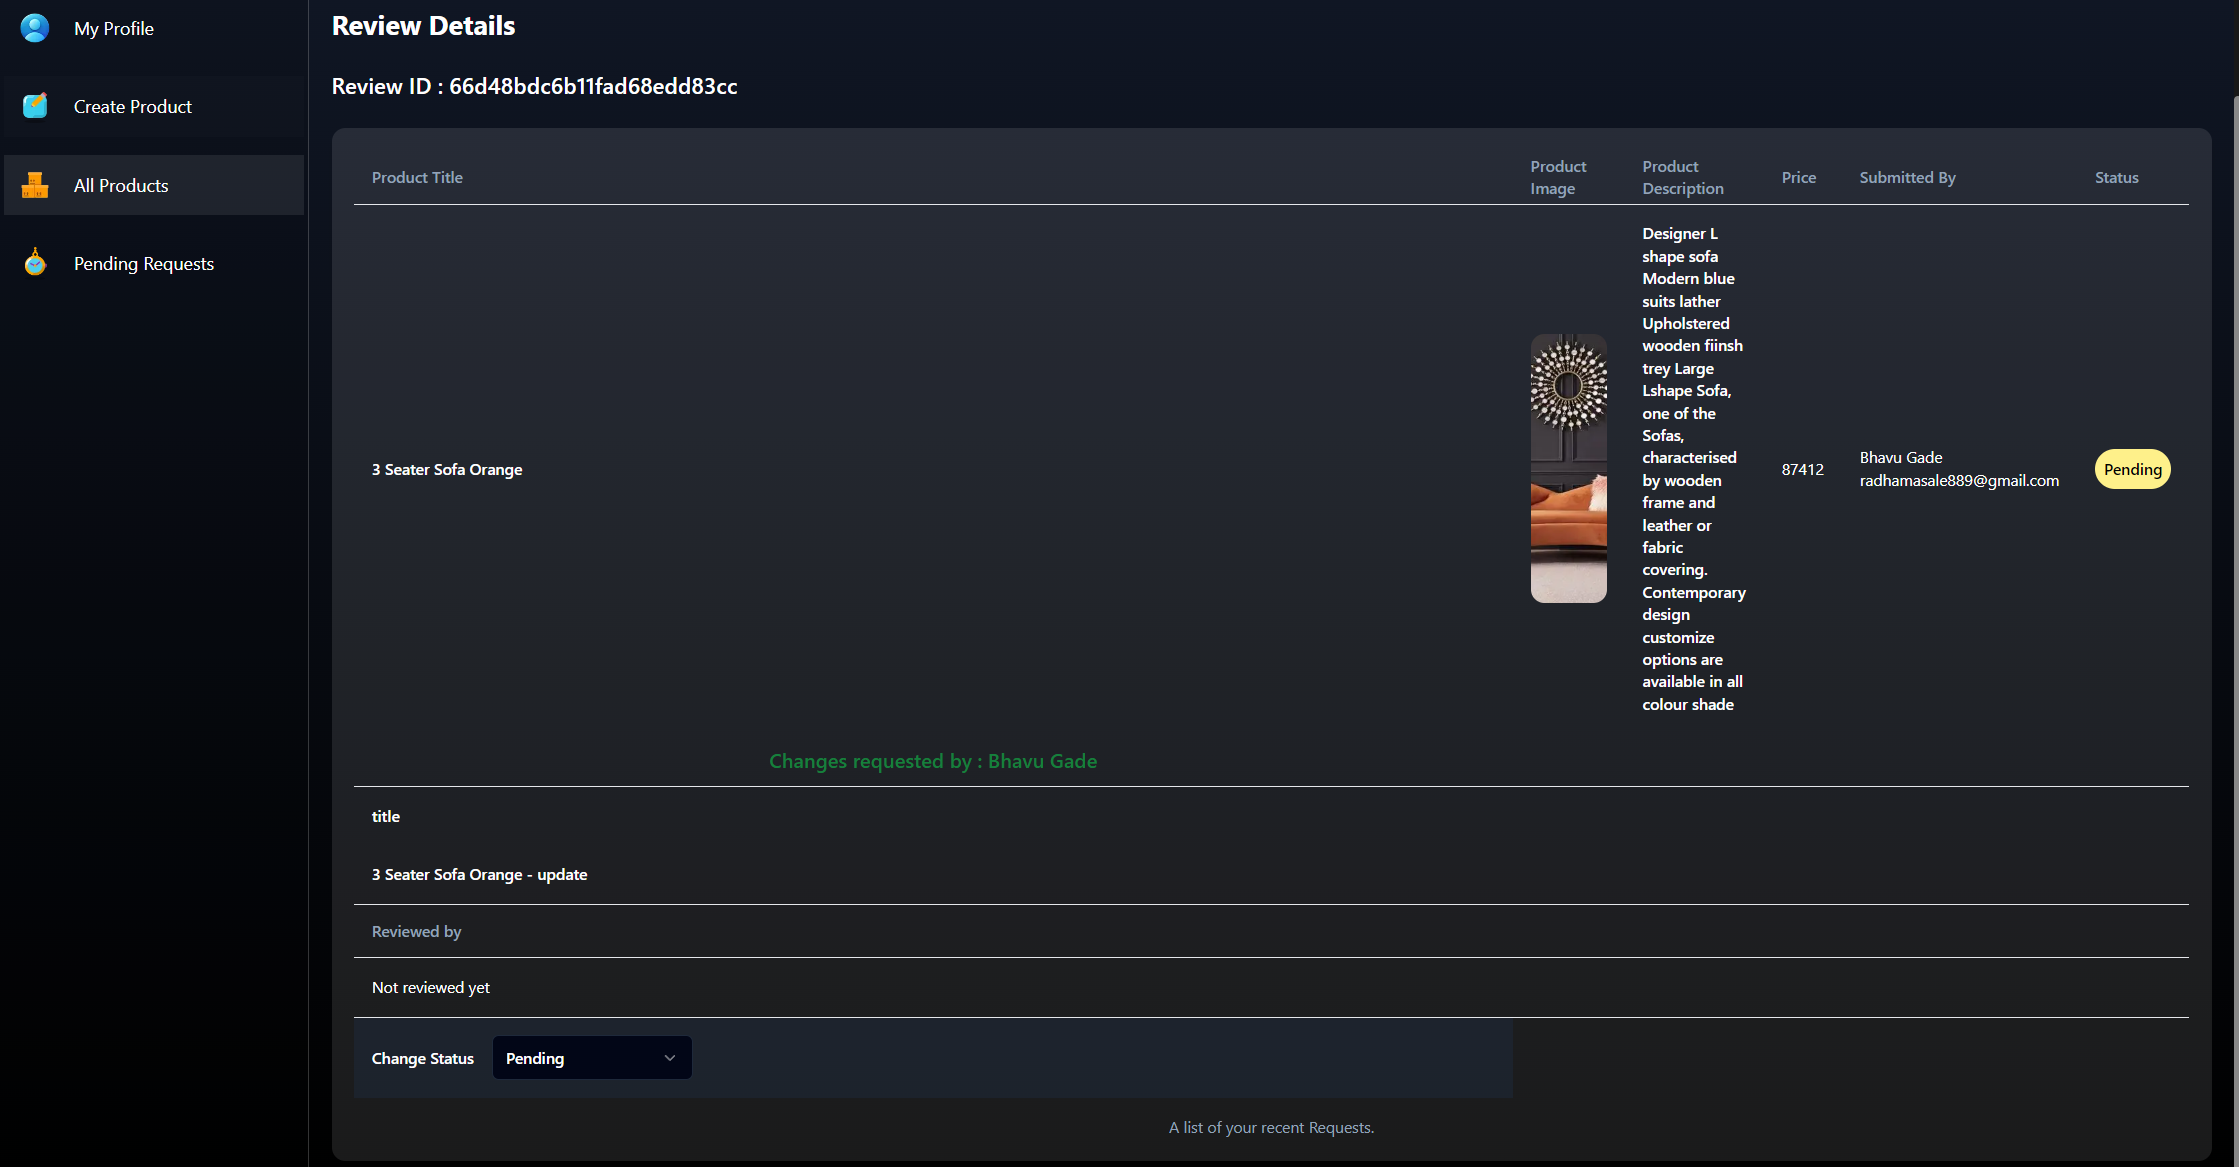 My Profile
Create Product
All Products
Pending Requests
Review Details
Review ID : 66d48bdc6b11fad68edd83cc
Product Title
Product
Image
Product
Description
Price
Submitted By
Status
3 Seater Sofa Orange
Designer L
shape sofa
Modern blue
suits lather
Upholstered
wooden fiinsh
trey Large
Lshape Sofa,
one of the
Sofas,
characterised
by wooden
frame and
leather or
fabric
covering.
Contemporary
design
customize
options are
available in all
colour shade
87412
Bhavu Gade
radhamasale889@gmail.com
Pending
Changes requested by : Bhavu Gade
title
3 Seater Sofa Orange - update
Reviewed by
Not reviewed yet
Change Status
Pending
A list of your recent Requests.